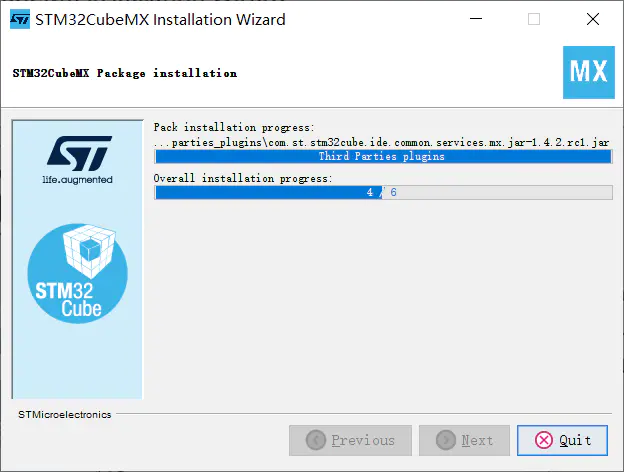 STM32CubeMX Installation Wizard
STM32CubeMX Package installation
MX
life.augmented
STM32
Cube
Pack installation progress:
...parties_plugins\com.st.stm32cube.ide.common.services.mx.jar-1.4.2.rc1.jar
Third Parties plugins
Overall installation progress:
4 / 6
STMicroelectronics
Previous
Next
Quit